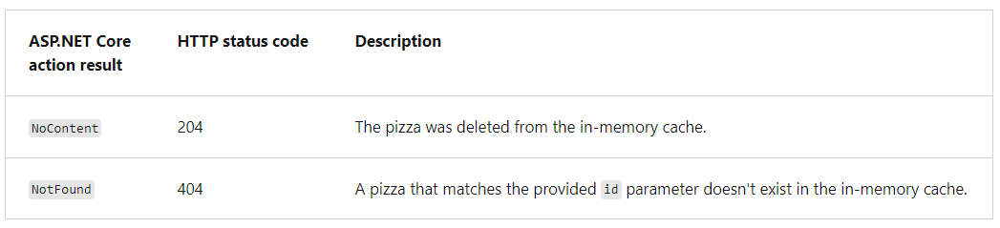 ASP.NET Core HTTP status code Description
action result
NoContent 204 The pizza was deleted from the in-memory cache.
NotFound 404 A pizza that matches the provided id parameter doesn't exist in the in-memory cache.